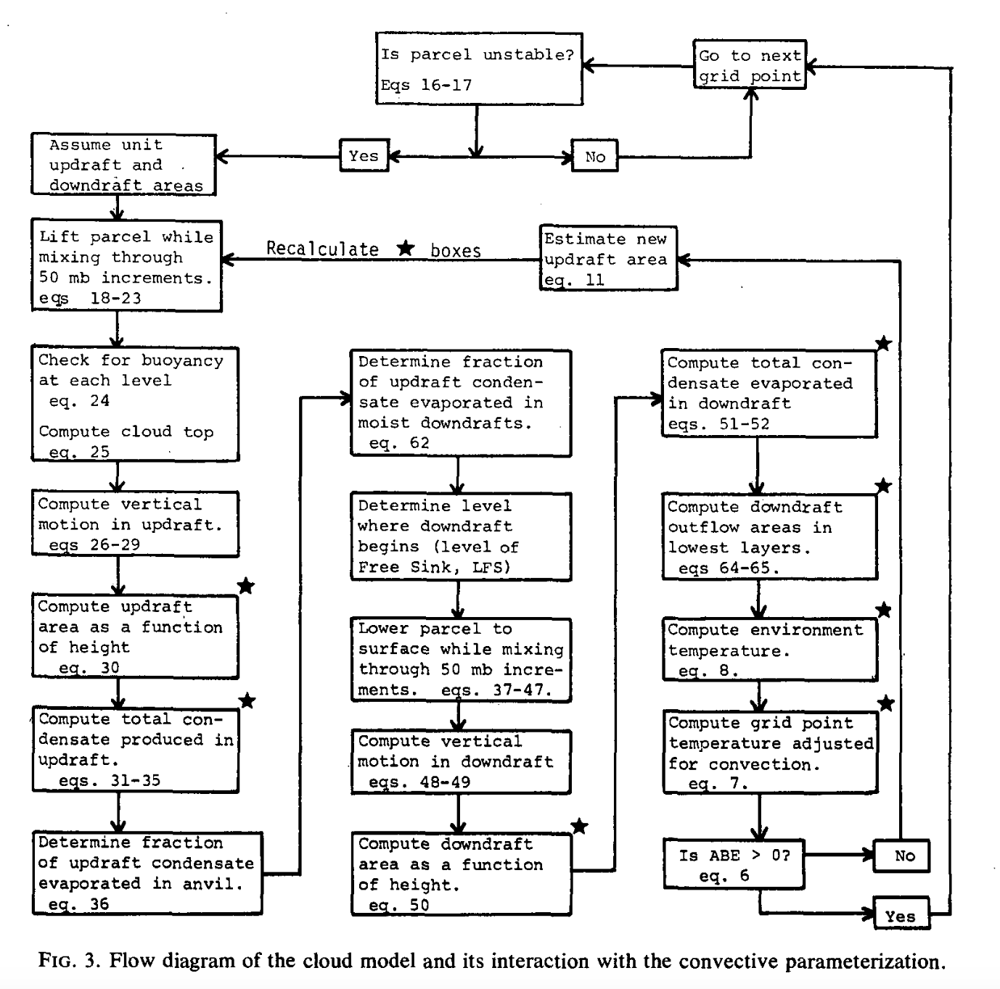 Is parcel unstable?
Eqs 16-17
Go to next
grid point
Assume unit
updraft and
downdraft areas
Yes
No
Lift parcel while
mixing through
50 mb increments.
eqs 18-23
Recalculate ★ boxes
Estimate new
updraft area
eq. 11
Check for buoyancy
at each level
eq. 24
Compute cloud top
eq. 25
Compute vertical
motion in updraft.
eqs 26-29
★
Compute updraft
area as a function
of height
eq. 30
★
Compute total con-
densate produced in
updraft.
eqs. 31-35
Determine fraction
of updraft condensate
evaporated in anvil.
eq. 36
Determine fraction
of updraft conden-
sate evaporated in
moist downdrafts.
eq. 62
Determine level
where downdraft
begins (level of
Free Sink, LFS)
Lower parcel to
surface while mixing
through 50 mb incre-
ments. eqs. 37-47.
Compute vertical
motion in downdraft
eqs. 48-49
★
Compute downdraft
area as a function
of height.
eq. 50
★
Compute total con-
densate evaporated
in downdraft
eqs. 51-52
★
Compute downdraft
outflow areas in
lowest layers.
eqs 64-65.
★
Compute environment
temperature.
eq. 8.
★
Compute grid point
temperature adjusted
for convection.
eq. 7.
Is ABE > 0?
eq. 6
No
Yes
FIG. 3. Flow diagram of the cloud model and its interaction with the convective parameterization.